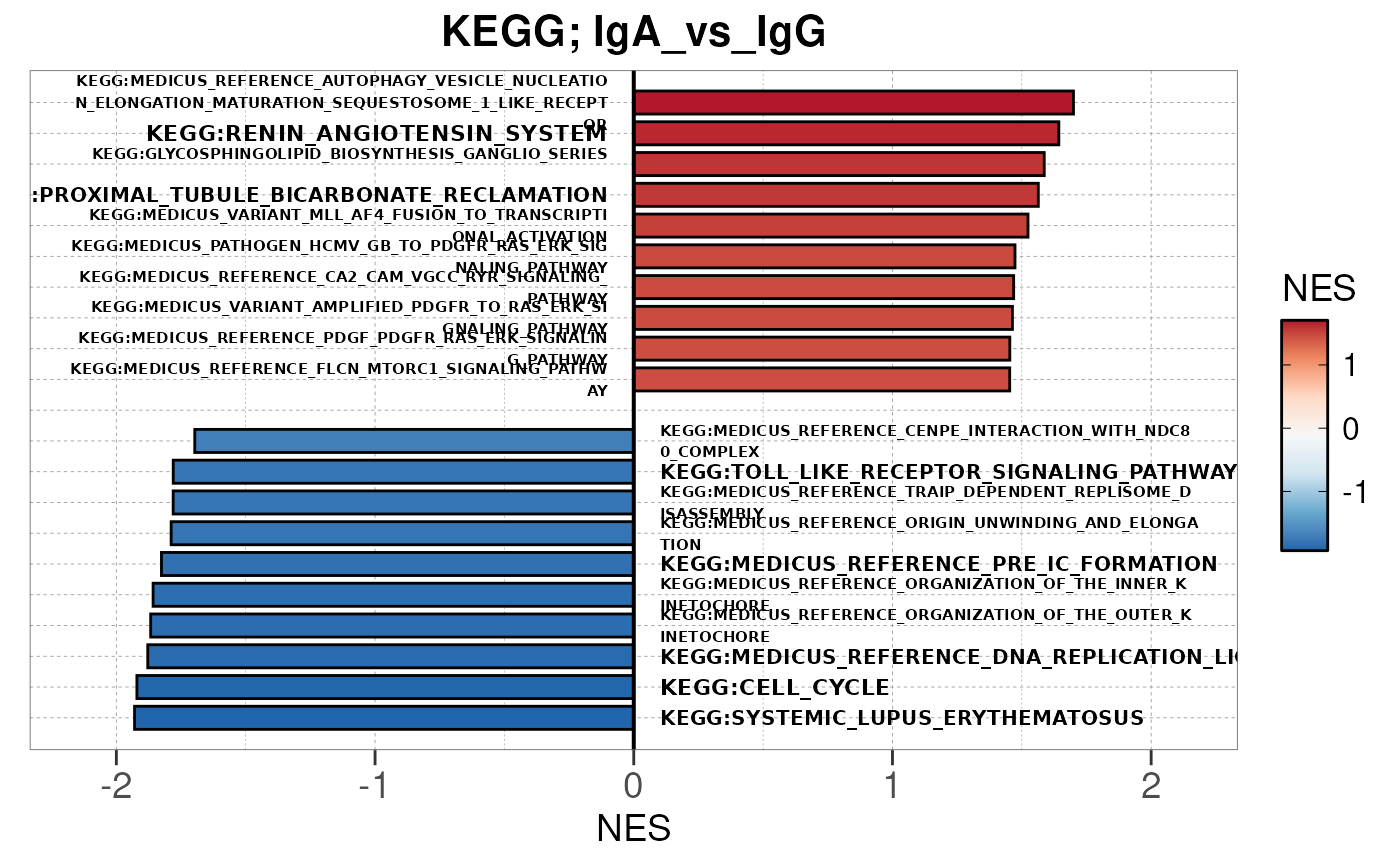 KEGG; IgA_vs_IgG
KEGG:MEDICUS_REFERENCE_AUTOPHAGY_VESICLE_NUCLEATIO
N_ELONGATION_MATURATION_SEQUESTOSOME_1_LIKE_RECEPT
OR
KEGG:RENIN_ANGIOTENSIN_SYSTEM
KEGG:GLYCOSPHINGOLIPID_BIOSYNTHESIS_GANGLIO_SERIES
:PROXIMAL_TUBULE_BICARBONATE_RECLAMATION
KEGG:MEDICUS_VARIANT_MLL_AF4_FUSION_TO_TRANSCRIPTI
ONAL_ACTIVATION
KEGG:MEDICUS_PATHOGEN_HCMV_GB_TO_PDGFR_RAS_ERK_SIG
NALING_PATHWAY
KEGG:MEDICUS_REFERENCE_CA2_CAM_VGCC_RYR_SIGNALING_
PATHWAY
KEGG:MEDICUS_VARIANT_AMPLIFIED_PDGFR_TO_RAS_ERK_SI
GNALING_PATHWAY
KEGG:MEDICUS_REFERENCE_PDGF_PDGFR_RAS_ERK_SIGNALIN
G_PATHWAY
KEGG:MEDICUS_REFERENCE_FLCN_MTORC1_SIGNALING_PATHW
AY
KEGG:MEDICUS_REFERENCE_CENPE_INTERACTION_WITH_NDC8
0_COMPLEX
KEGG:TOLL_LIKE_RECEPTOR_SIGNALING_PATHWAY
KEGG:MEDICUS_REFERENCE_TRAIP_DEPENDENT_REPLISOME_D
ISASSEMBLY
KEGG:MEDICUS_REFERENCE_ORIGIN_UNWINDING_AND_ELONGA
TION
KEGG:MEDICUS_REFERENCE_PRE_IC_FORMATION
KEGG:MEDICUS_REFERENCE_ORGANIZATION_OF_THE_INNER_K
INETOCHORE
KEGG:MEDICUS_REFERENCE_ORGANIZATION_OF_THE_OUTER_K
INETOCHORE
KEGG:MEDICUS_REFERENCE_DNA_REPLICATION_LI
KEGG:CELL_CYCLE
KEGG:SYSTEMIC_LUPUS_ERYTHEMATOSUS
-2 -1 0 1 2
NES
NES
1
0
-1